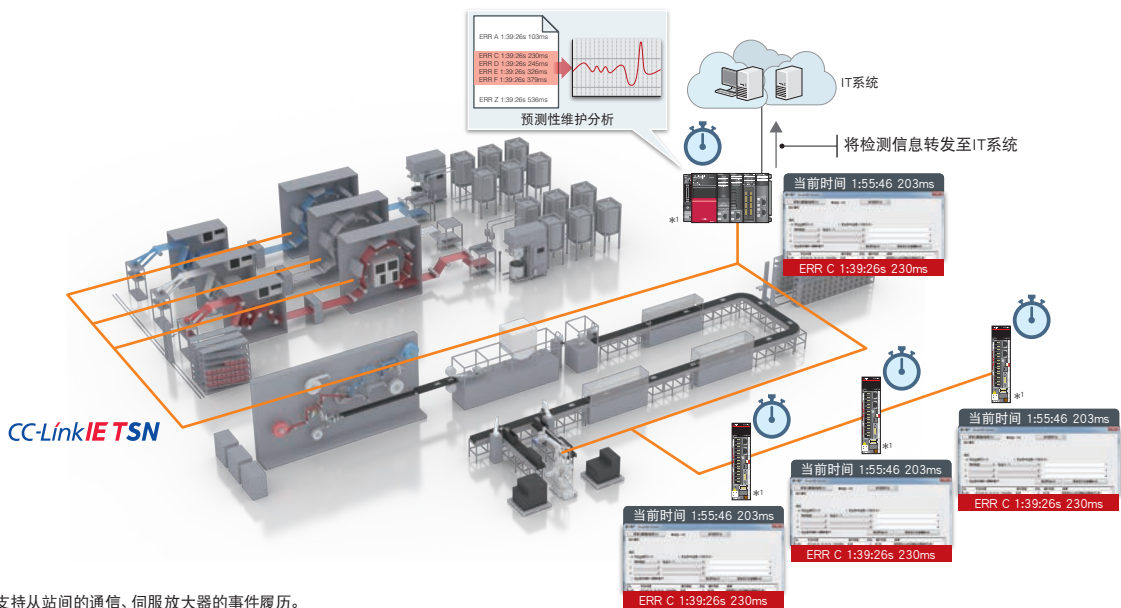 ERR A 1:39:26s 103ms
ERR C 1:39:26s 230ms
ERR D 1:39:26s 245ms
ERR E 1:39:26s 326ms
ERR F 1:39:26s 379ms
ERR Z 1:39:26s 536ms
预测性维护分析
IT系统
将检测信息转发至IT系统
*1
当前时间 1:55:46 203ms
ERR C 1:39:26s 230ms
*1
当前时间 1:55:46 203ms
ERR C 1:39:26s 230ms
*1
当前时间 1:55:46 203ms
ERR C 1:39:26s 230ms
*1
当前时间 1:55:46 203ms
ERR C 1:39:26s 230ms
CC-Link IE TSN
支持从站间的通信、伺服放大器的事件履历。